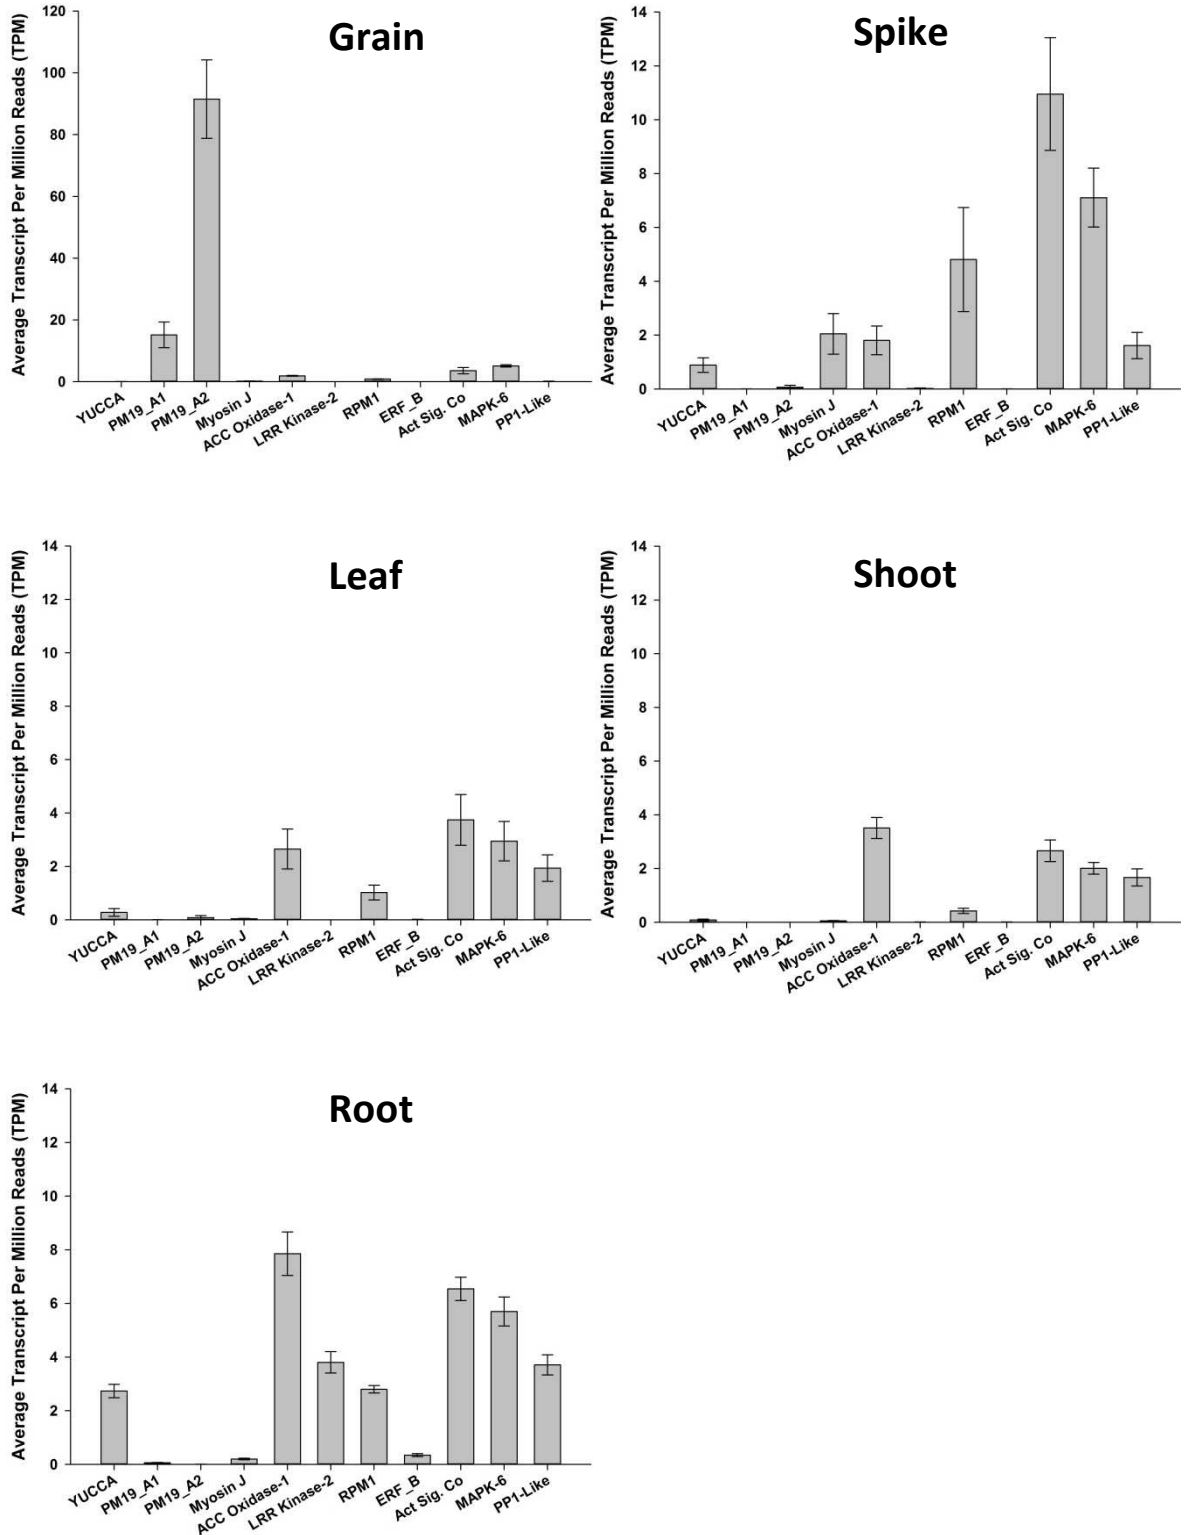 Grain
Average Transcript Per Million Reads (TPM)
120
100
80
60
40
20
0
YUCCA
PM19_A1
PM19_A2
Myosin J
ACC Oxidase-1
LRR Kinase-2
RPM1
ERF_B
Act Sig. Co
MAPK-6
PP1-Like
Spike
Average Transcript Per Million Reads (TPM)
14
12
10
8
6
4
2
0
YUCCA
PM19_A1
PM19_A2
Myosin J
ACC Oxidase-1
LRR Kinase-2
RPM1
ERF_B
Act Sig. Co
MAPK-6
PP1-Like
Leaf
Average Transcript Per Million Reads (TPM)
14
12
10
8
6
4
2
0
YUCCA
PM19_A1
PM19_A2
Myosin J
ACC Oxidase-1
LRR Kinase-2
RPM1
ERF_B
Act Sig. Co
MAPK-6
PP1-Like
Shoot
Average Transcript Per Million Reads (TPM)
14
12
10
8
6
4
2
0
YUCCA
PM19_A1
PM19_A2
Myosin J
ACC Oxidase-1
LRR Kinase-2
RPM1
ERF_B
Act Sig. Co
MAPK-6
PP1-Like
Root
Average Transcript Per Million Reads (TPM)
14
12
10
8
6
4
2
0
YUCCA
PM19_A1
PM19_A2
Myosin J
ACC Oxidase-1
LRR Kinase-2
RPM1
ERF_B
Act Sig. Co
MAPK-6
PP1-Like